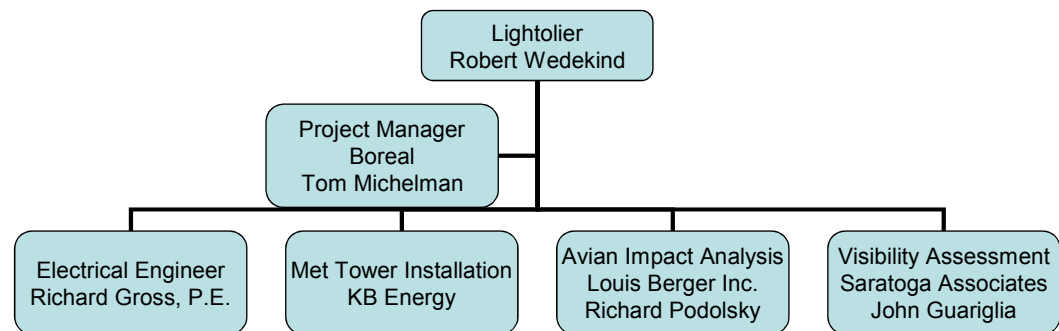 Lightolier
Robert Wedekind
Project Manager
Boreal
Tom Michelman
Electrical Engineer
Richard Gross, P.E.
Met Tower Installation
KB Energy
Avian Impact Analysis
Louis Berger Inc.
Richard Podolsky
Visibility Assessment
Saratoga Associates
John Guariglia